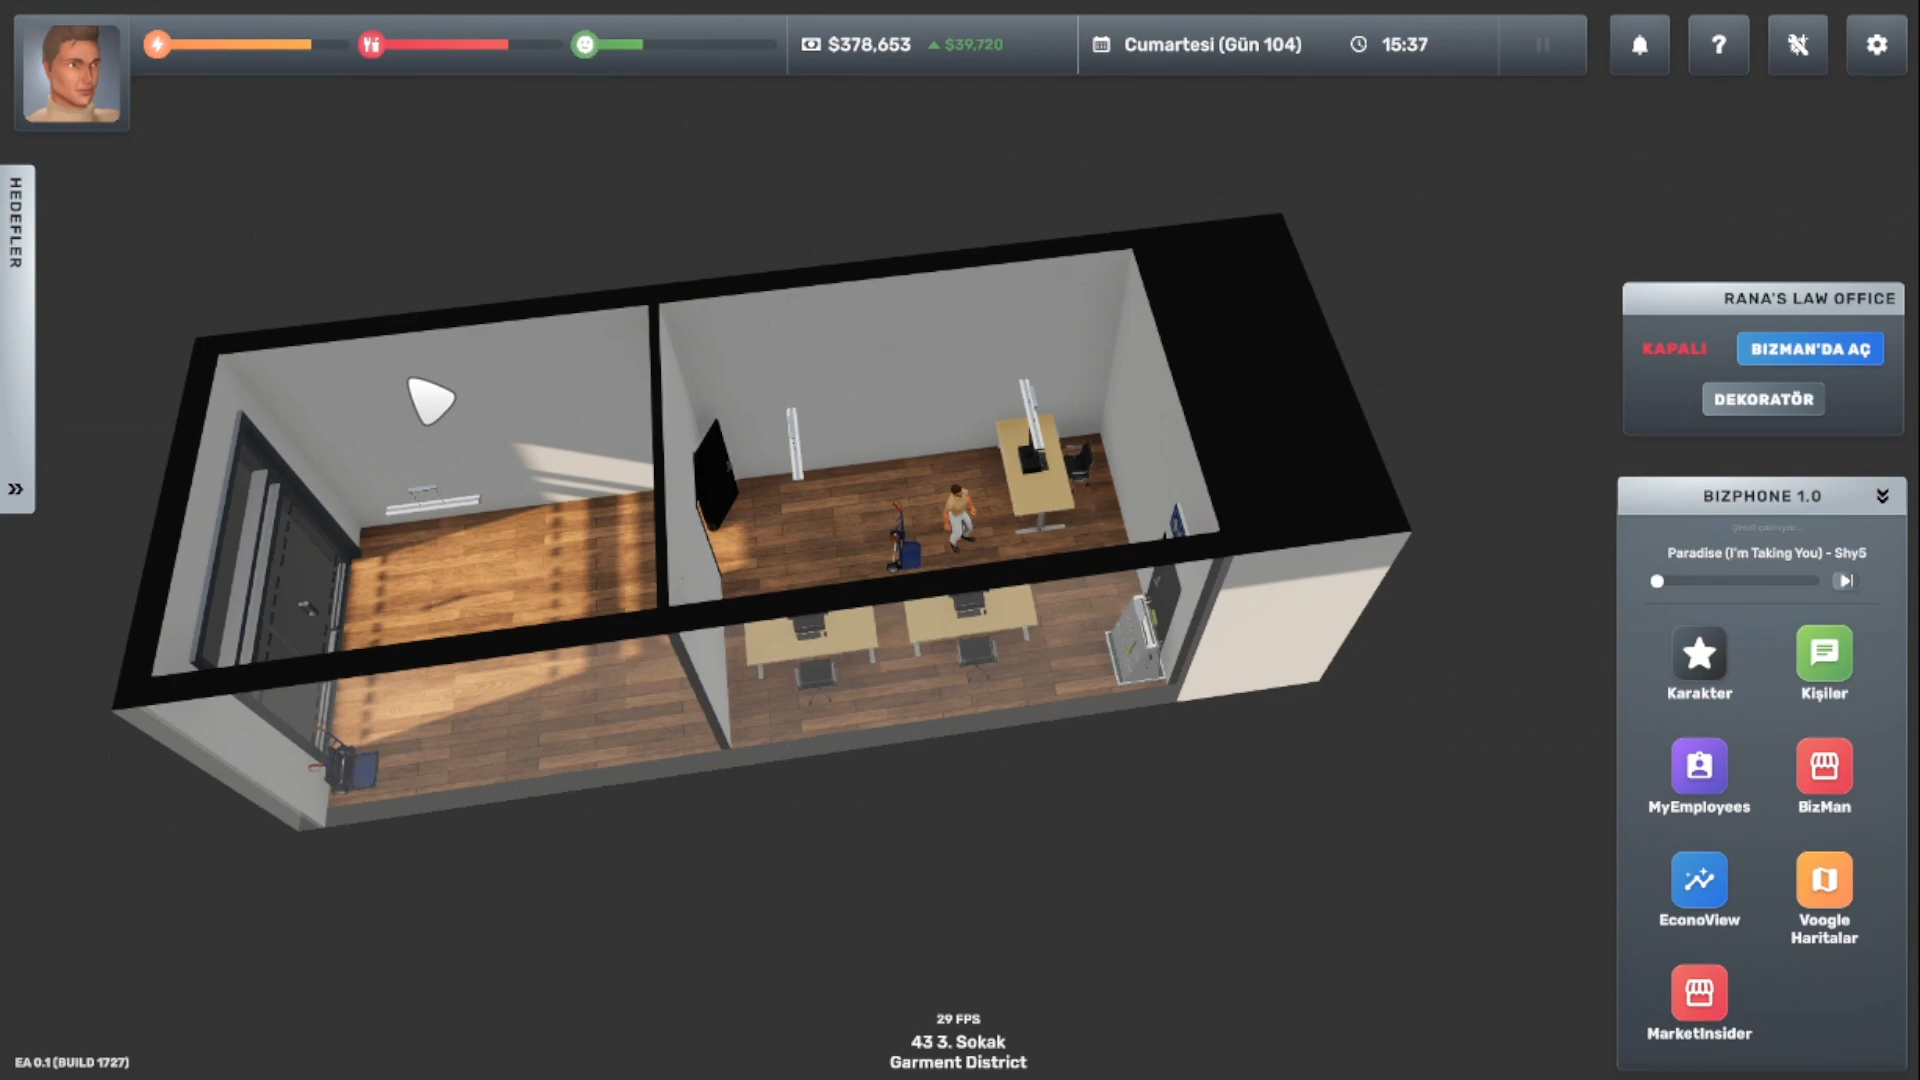 $378,653
$39,720
Cumartesi (Gün 104)
15:37
HEDEFLER
RANA'S LAW OFFICE
KAPALI
BIZMAN'DA AÇ
DEKORATÖR
BIZPHONE 1.0
Paradise (I'm Taking You) - Shy5
Karakter
Kişiler
MyEmployees
BizMan
EconoView
Voogle
Haritalar
MarketInsider
29 FPS
43 3. Sokak
Garment District
EA 0.1 (BUILD 1727)